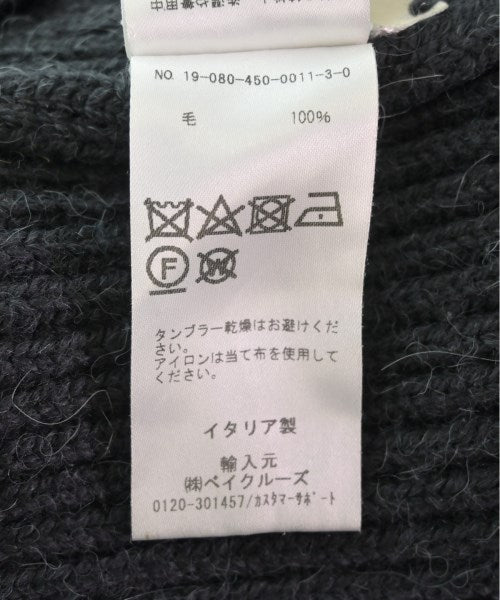 NO. 19-080-450-0011-3-0
毛 100%
F
W
タンブラー乾燥はお避けくだ
さい。
アイロンは当て布を使用して
ください。
イタリア製
輸入元
㈱ベイクルーズ
0120-301457/ｶｽﾀﾏｰｻﾎﾟｰﾄ